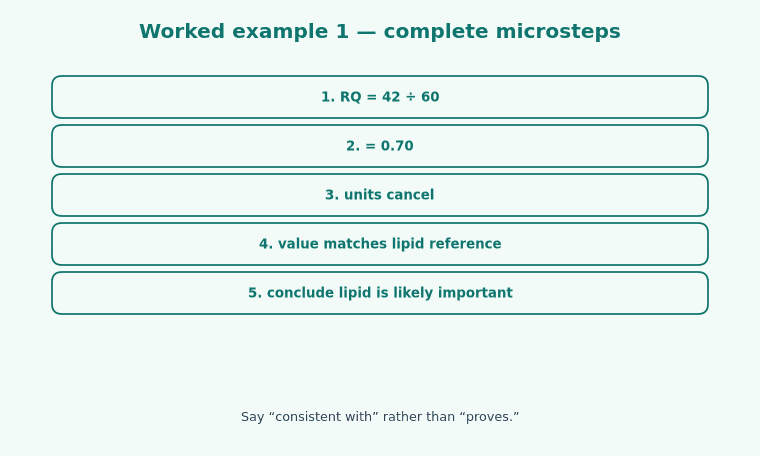 Worked example 1 — complete microsteps
1. RQ = 42 ÷ 60
2. = 0.70
3. units cancel
4. value matches lipid reference
5. conclude lipid is likely important
Say “consistent with” rather than “proves.”